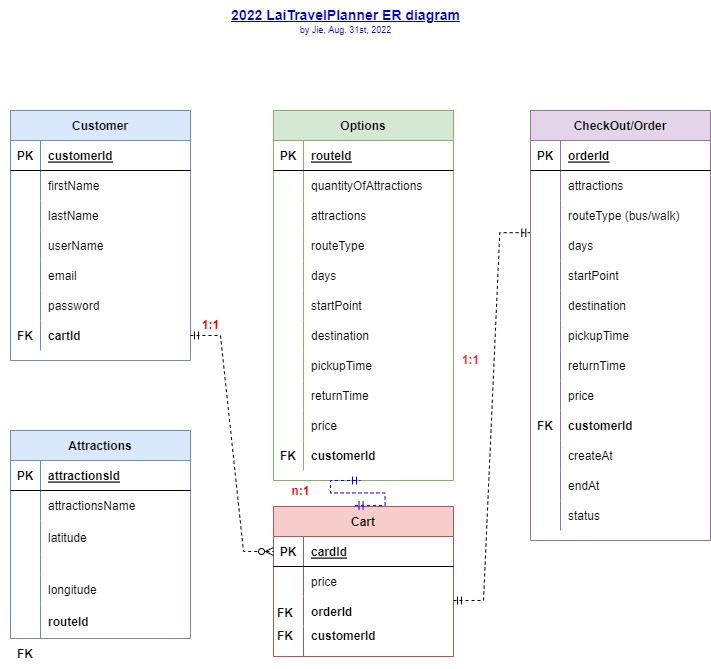 2022 LaiTravelPlanner ER diagram
by Jie, Aug. 31st, 2022
Customer
PK customerId
firstName
lastName
userName
email
password
FK cartId
1:1
Attractions
PK attractionsId
attractionsName
latitude
longitude
routeId
FK
Options
PK routeId
quantityOfAttractions
attractions
routeType
days
startPoint
destination
pickupTime
returnTime
price
FK customerId
n:1
Cart
PK cardId
price
FK orderId
FK customerId
1:1
CheckOut/Order
PK orderId
attractions
routeType (bus/walk)
days
startPoint
destination
pickupTime
returnTime
price
FK customerId
createAt
endAt
status